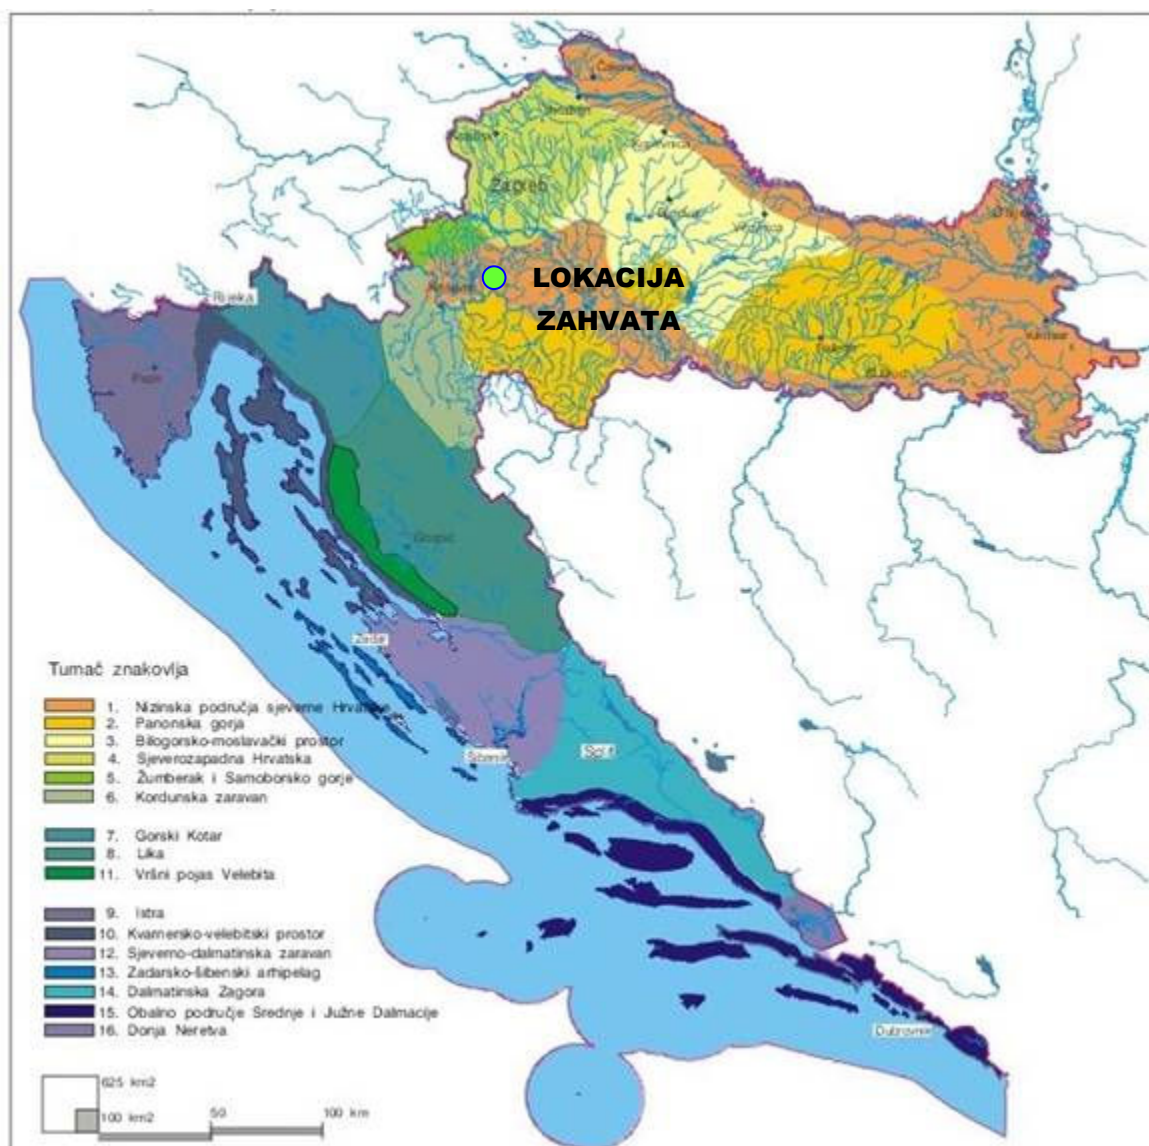 Zagreb
LOKACIJA
ZAHVATA
Rijeka
Pazin
Gospić
Zadar
Šibenik
Split
Dubrovnik
Tumač znakovlja
1. Nizinska područja sjeverne Hrvatske
2. Panonska gorja
3. Bilogorsko-moslavački prostor
4. Sjeverozapadna Hrvatska
5. Žumberak i Samoborsko gorje
6. Kordunska zaravan
7. Gorski Kotar
8. Lika
11. Vršni pojas Velebita
9. Istra
10. Kvarnersko-velebitski prostor
12. Sjeverno-dalmatinska zaravan
13. Zadarsko-šibenski arhipelag
14. Dalmatinska Zagora
15. Obalno područje Srednje i Južne Dalmacije
16. Donja Neretva
625 km2
100 km2
50
100 km